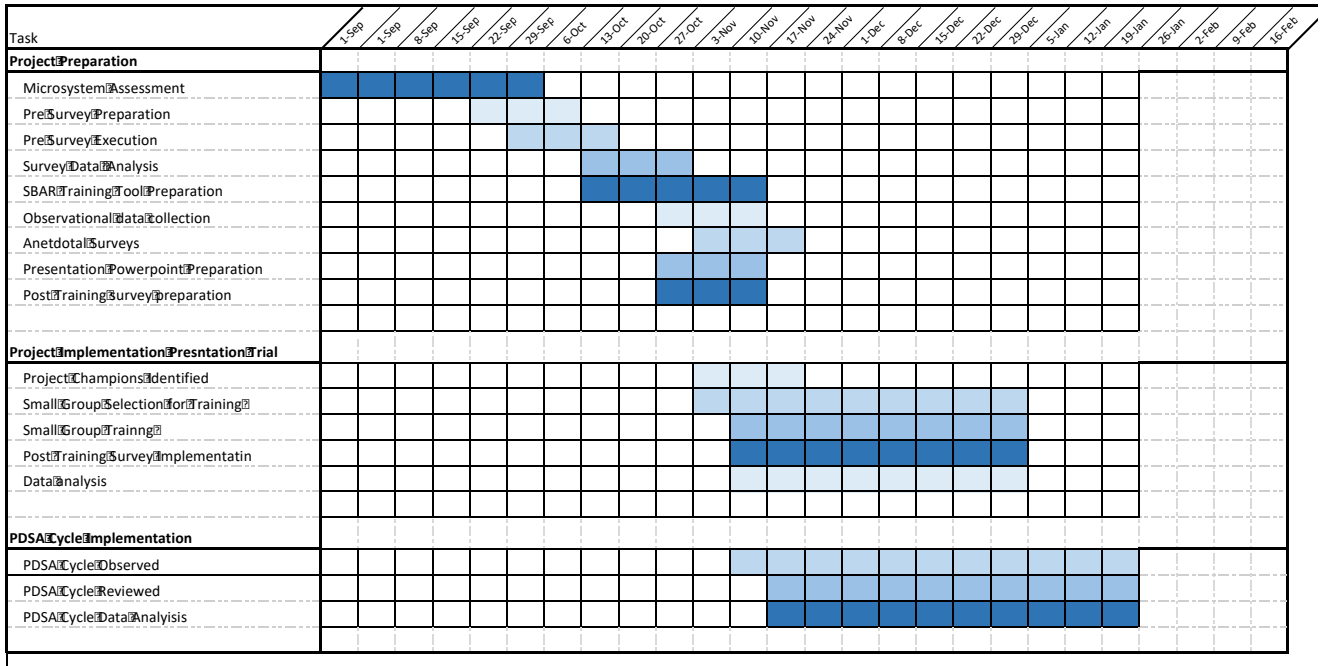 Task 1-Sep 1-Sep 8-Sep 15-Sep 22-Sep 29-Sep 6-Oct 13-Oct 20-Oct 27-Oct 3-Nov 10-Nov 17-Nov 24-Nov 1-Dec 8-Dec 15-Dec 22-Dec 29-Dec 5-Jan 12-Jan 19-Jan 26-Jan 2-Feb 9-Feb 16-Feb
Project Preparation
Microsystem Assessment
Pre Survey Preparation
Pre Survey Execution
Survey Data Analysis
SBAR Training Tool Preparation
Observational data collection
Anetdotal Surveys
Presentation Powerpoint Preparation
Post Training survey preparation
Project Implementation Presntation Trial
Project Champions Identified
Small Group Selection for Training
Small Group Trainng
Post Training Survey Implementatin
Data analysis
PDSA Cycle Implementation
PDSA Cycle Observed
PDSA Cycle Reviewed
PDSA Cycle Data Analyisis